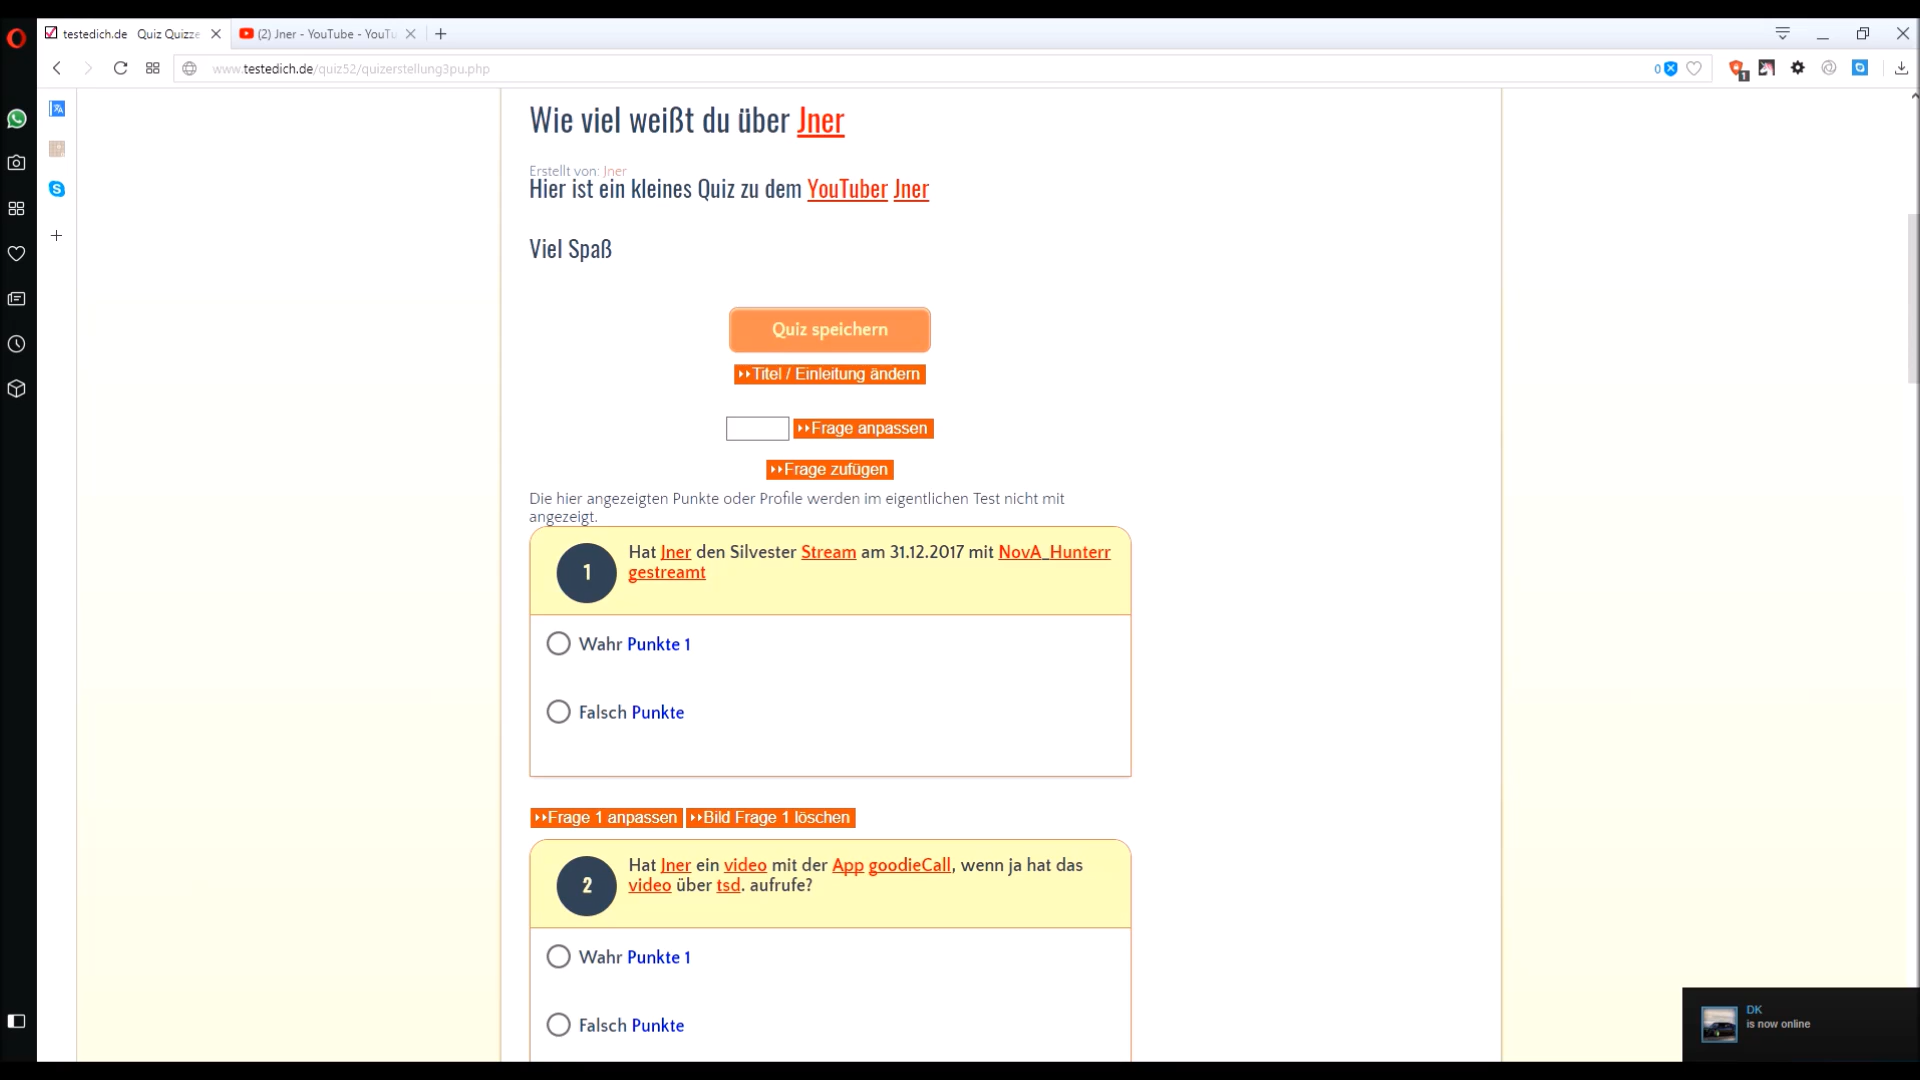 testedich.de Quiz Quizze
(2) Jner - YouTube - YouTu
www.testedich.de/quiz52/quizerstellung3pu.php
0
1
Wie viel weißt du über Jner
Erstellt von: Jner
Hier ist ein kleines Quiz zu dem YouTuber Jner
Viel Spaß
Quiz speichern
Titel / Einleitung ändern
Frage anpassen
Frage zufügen
Die hier angezeigten Punkte oder Profile werden im eigentlichen Test nicht mit
angezeigt.
1
Hat Jner den Silvester Stream am 31.12.2017 mit NovA_Hunterr
gestreamt
Wahr Punkte 1
Falsch Punkte
Frage 1 anpassen Bild Frage 1 löschen
2
Hat Jner ein video mit der App goodieCall, wenn ja hat das
video über tsd. aufrufe?
Wahr Punkte 1
Falsch Punkte
DK
is now online